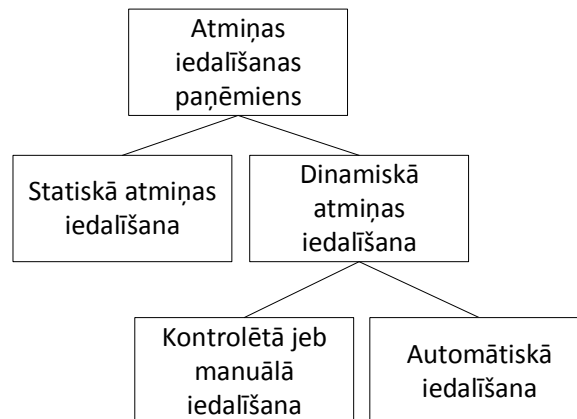 Atmiņas
iedalīšanas
paņēmiens
Statiskā atmiņas
iedalīšana
Dinamiskā
atmiņas
iedalīšana
Kontrolētā jeb
manuālā
iedalīšana
Automātiskā
iedalīšana